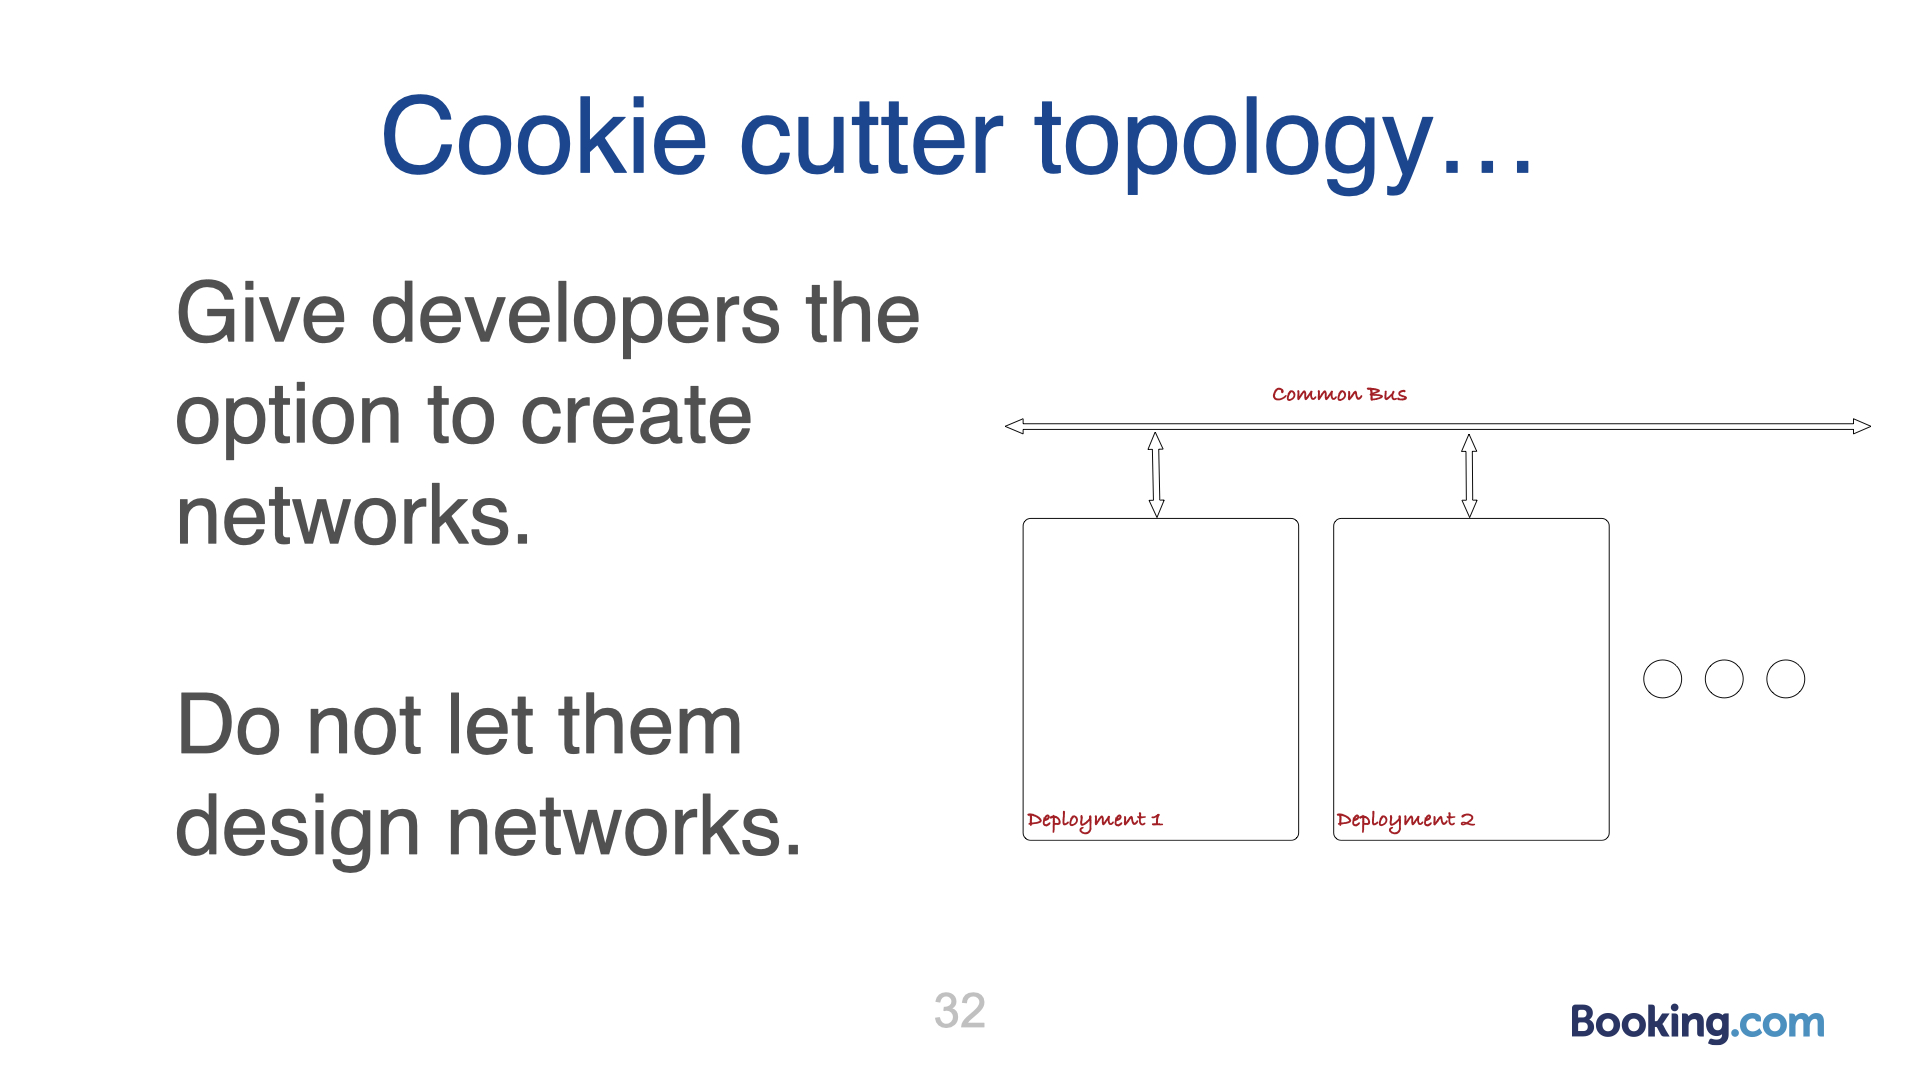 Cookie cutter topology…
Give developers the
option to create
networks.
Do not let them
design networks.
Common Bus
Deployment 1
Deployment 2
32
Booking.com